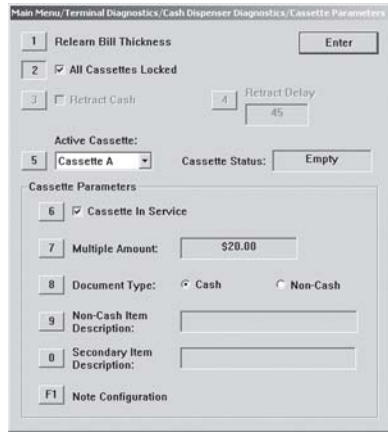 Main Menu/Terminal Diagnostics/Cash Dispenser Diagnostics/Cassette Parameters
1 Relearn Bill Thickness Enter
2 All Cassettes Locked
3 Retract Cash 4 Retract Delay
45
Active Cassette:
5 Cassette A Cassette Status: Empty
Cassette Parameters
6 Cassette In Service
7 Multiple Amount: $20.00
8 Document Type: Cash Non-Cash
9 Non-Cash Item
Description:
0 Secondary Item
Description:
F1 Note Configuration